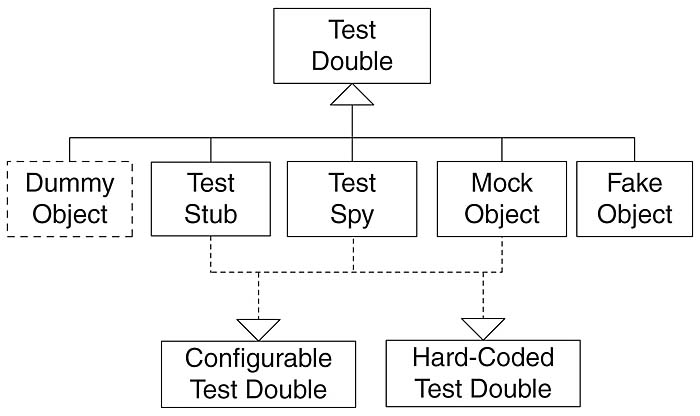 Test
Double
Dummy
Object
Test
Stub
Test
Spy
Mock
Object
Fake
Object
Configurable
Test Double
Hard-Coded
Test Double